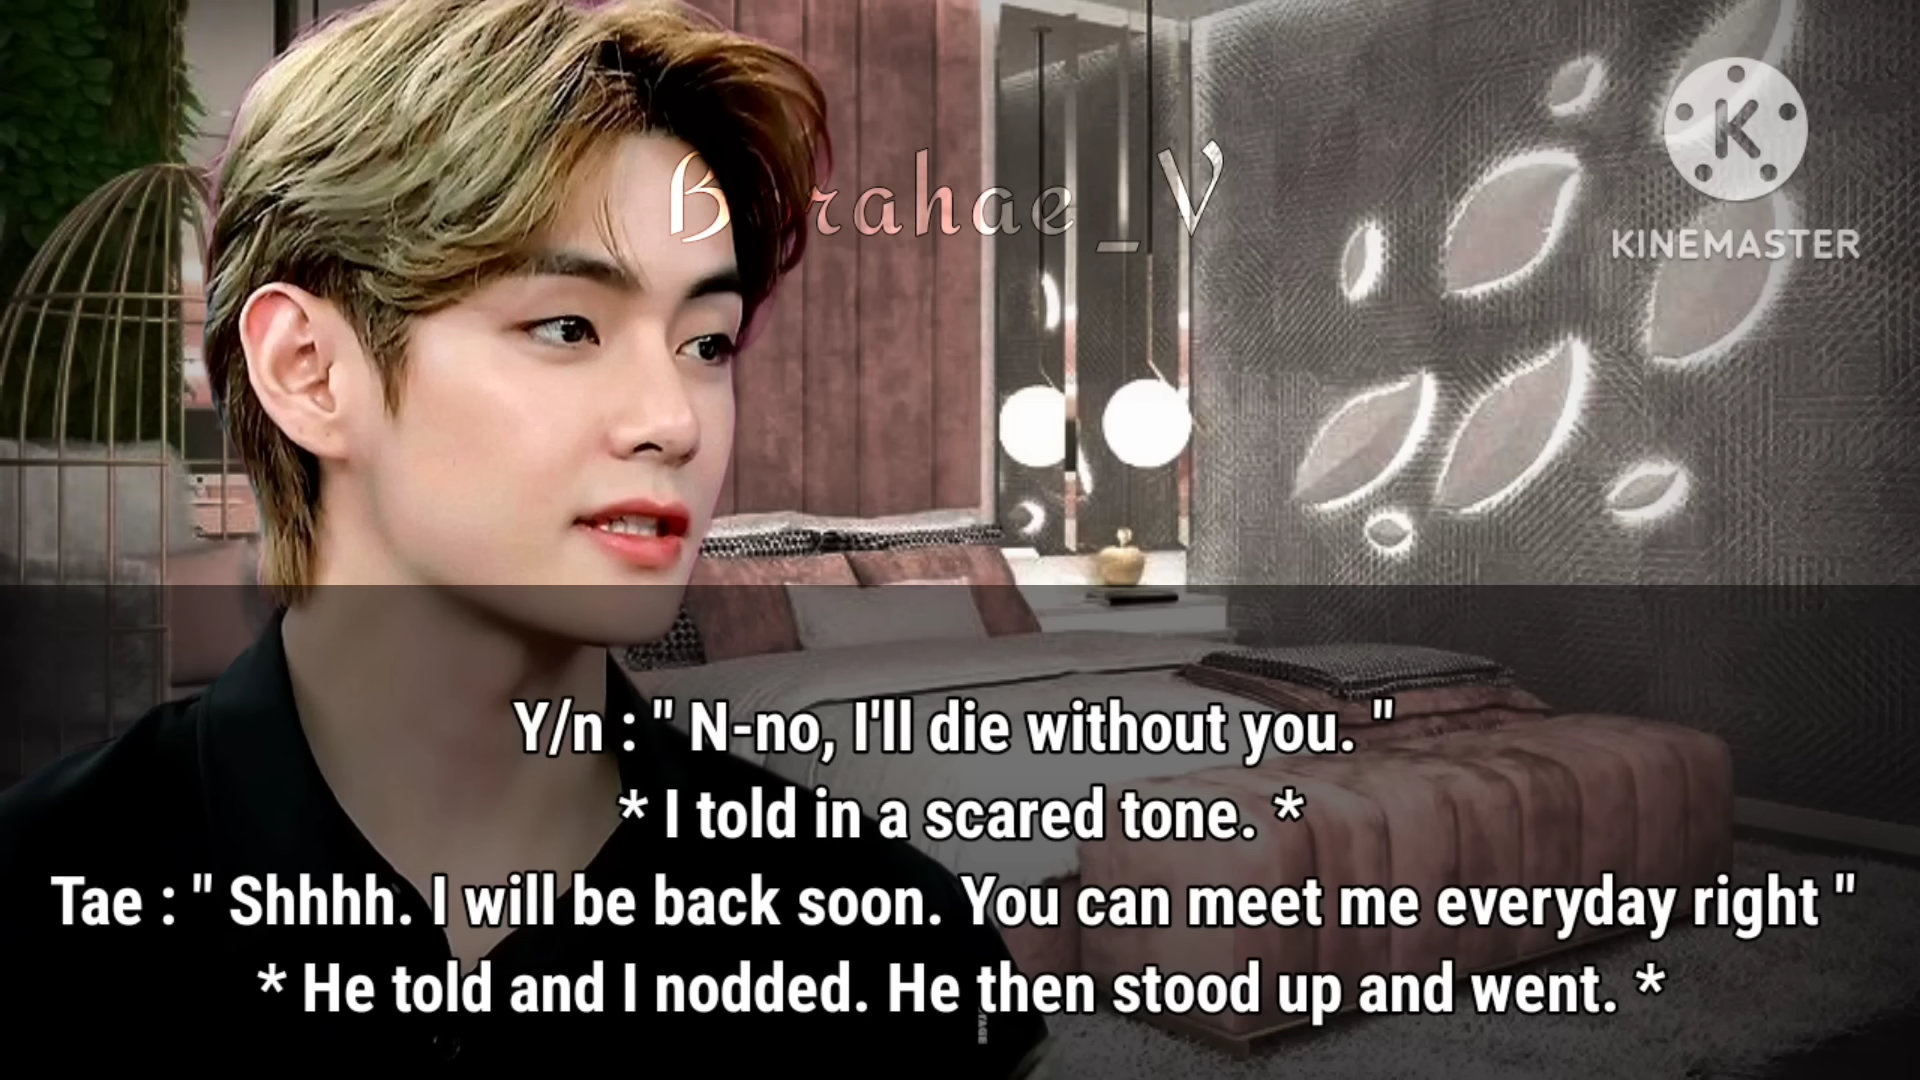 B rahae_V
K
KINEMASTER
Y/n : " N-no, I'll die without you. "
* I told in a scared tone. *
Tae : " Shhhh. I will be back soon. You can meet me everyday right "
* He told and I nodded. He then stood up and went. *